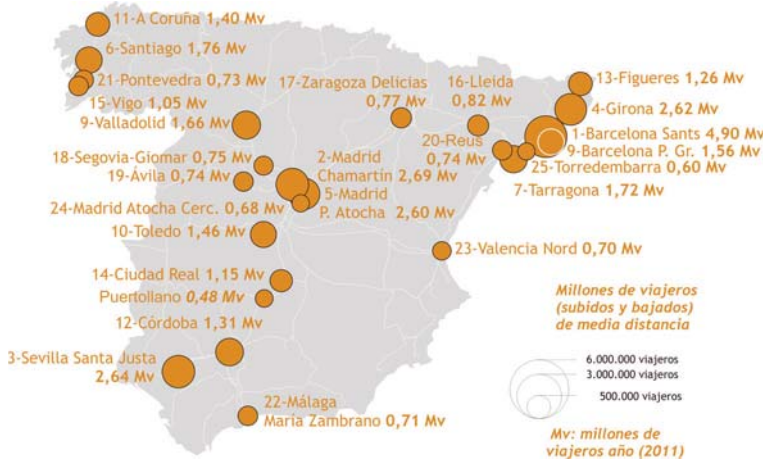 11-A Coruña 1,40 Mv
6-Santiago 1,76 Mv
21-Pontevedra 0,73 Mv
15-Vigo 1,05 Mv
9-Valladolid 1,66 Mv
17-Zaragoza Delicias
0,77 Mv
16-Lleida
0,82 Mv
13-Figueres 1,26 Mv
4-Girona 2,62 Mv
1-Barcelona Sants 4,90 Mv
9-Barcelona P. Gr. 1,56 Mv
20-Reus
0,74 Mv
25-Torredembarra 0,60 Mv
7-Tarragona 1,72 Mv
18-Segovia-Giomar 0,75 Mv
19-Ávila 0,74 Mv
2-Madrid
Chamartín 2,69 Mv
5-Madrid
P. Atocha 2,60 Mv
24-Madrid Atocha Cerc. 0,68 Mv
10-Toledo 1,46 Mv
23-Valencia Nord 0,70 Mv
14-Ciudad Real 1,15 Mv
Puertollano 0,48 Mv
12-Córdoba 1,31 Mv
3-Sevilla Santa Justa
2,64 Mv
22-Málaga
María Zambrano 0,71 Mv
Millones de viajeros
(subidos y bajados)
de media distancia
6.000.000 viajeros
3.000.000 viajeros
500.000 viajeros
Mv: millones de
viajeros año (2011)